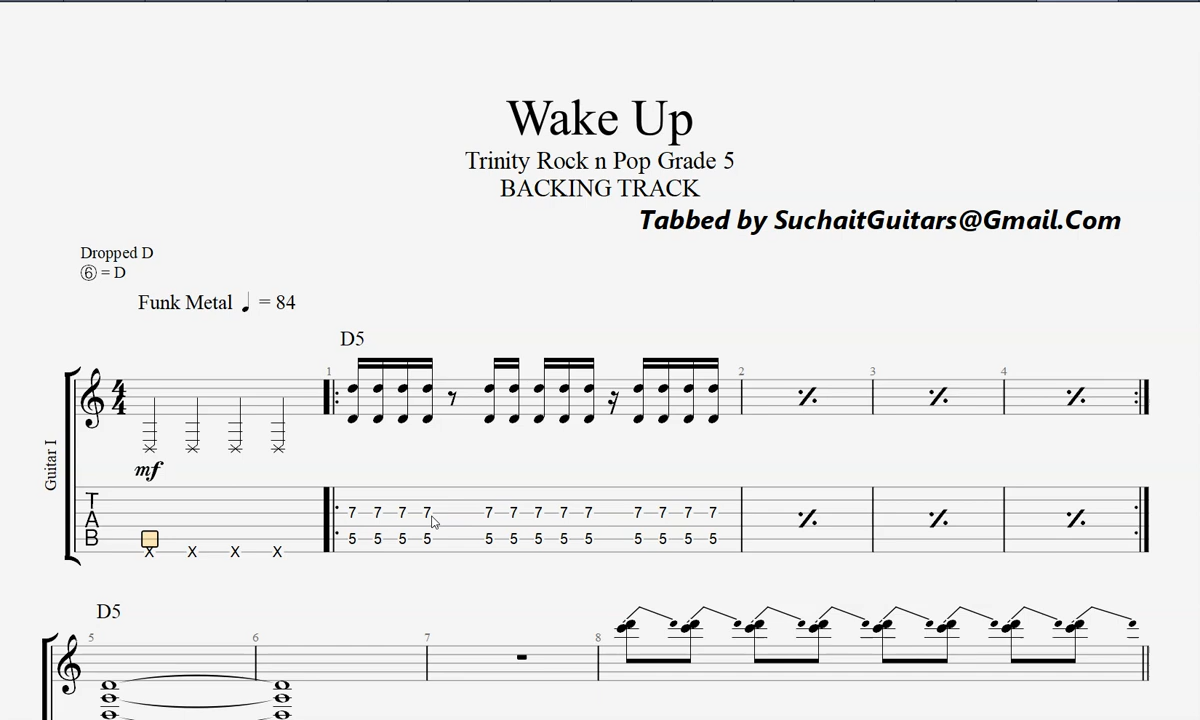 Wake Up
Trinity Rock n Pop Grade 5
BACKING TRACK
Tabbed by SuchaitGuitars@Gmail.Com
Dropped D
⑥ = D
Funk Metal ♩ = 84
D5
1 2 3 4
4
4
Guitar I
mf
T
A
B
7 7 7 7 7 7 7 7 7 7 7 7 7
5 5 5 5 5 5 5 5 5 5 5 5 5
X X X X
D5
5 6 7 8